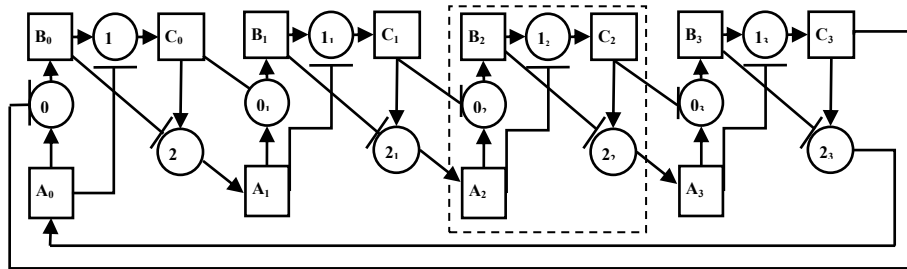 B₀ 1 C₀ B₁ 1₁ C₁ B₂ 1₂ C₂ B₃ 1₃ C₃
0 0₁ 0₂ 0₃
2 2₁ 2₂ 2₃
A₀ A₁ A₂ A₃